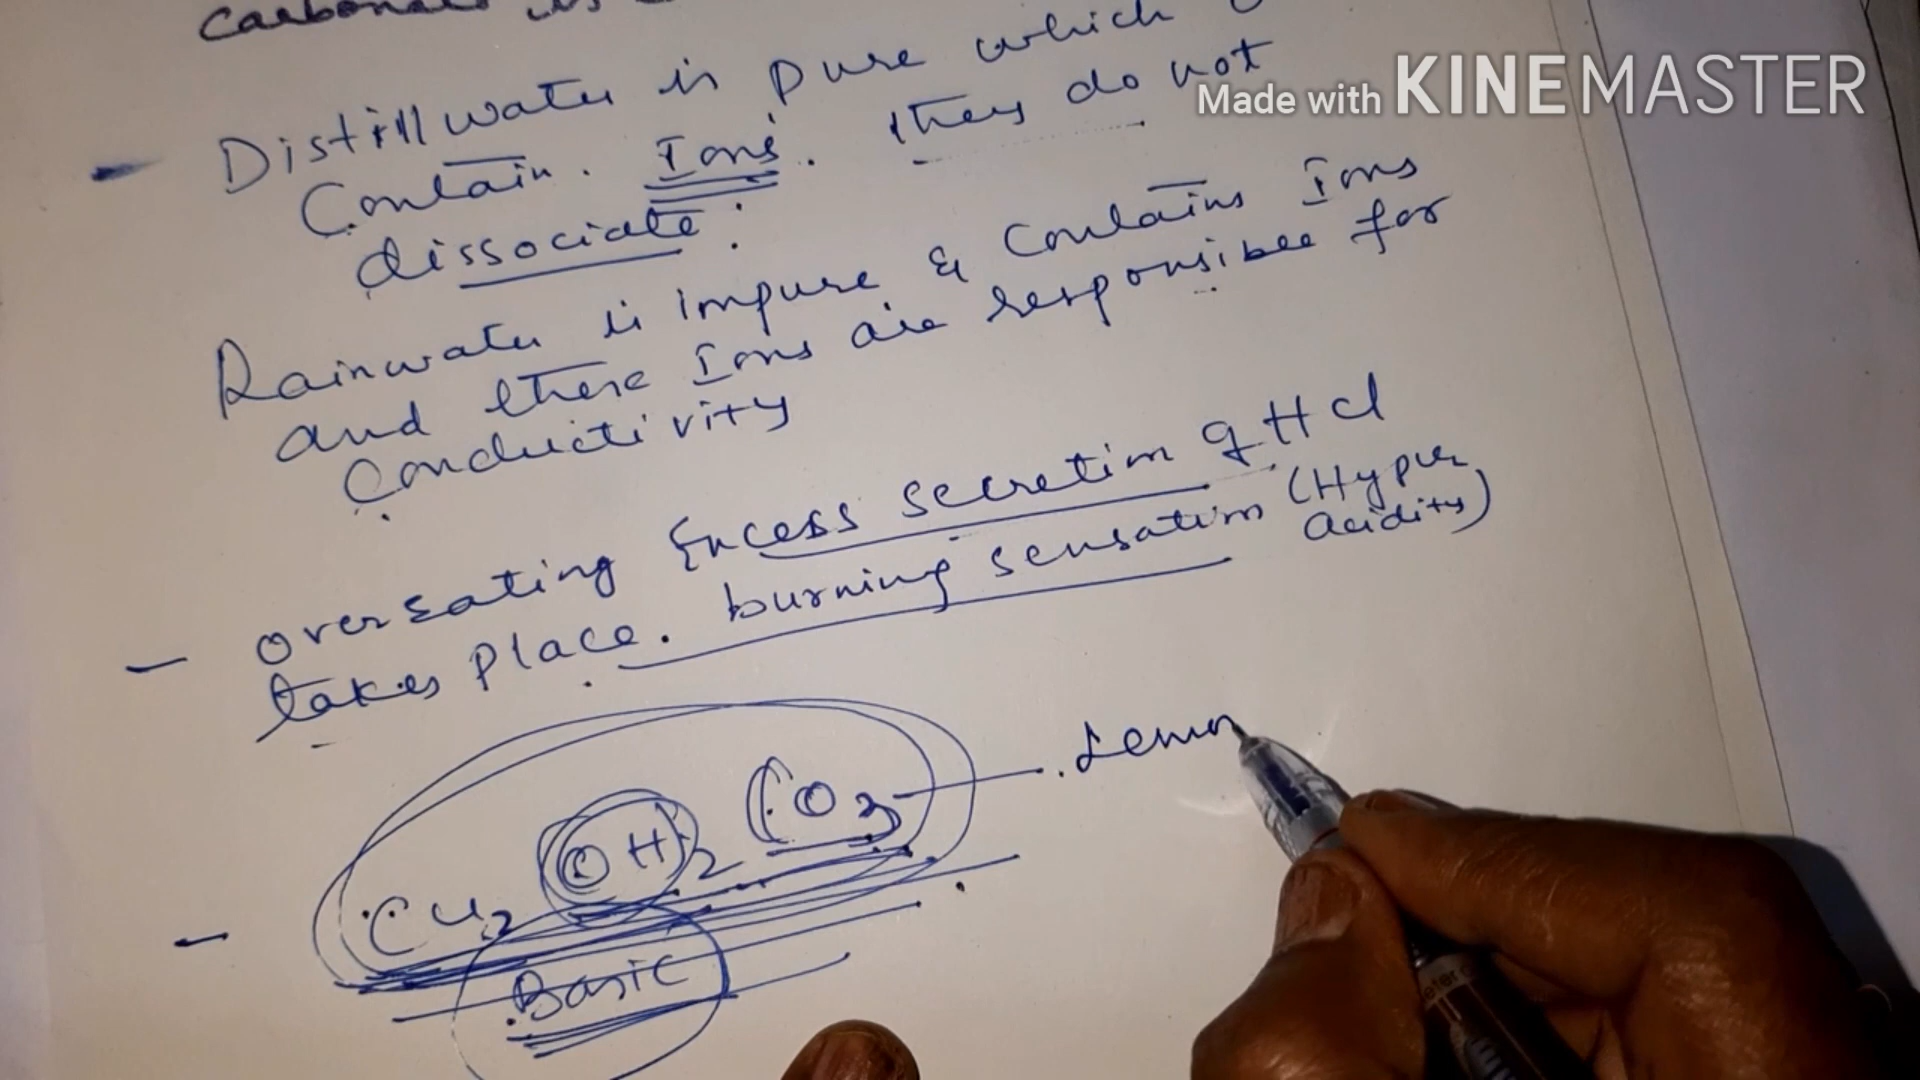 Distill water is pure which
Contain. Ions. they do not
dissociate.
Rainwater is impure & Contains Ions
and these Ions are responsible for
Conductivity
- overeating Excess secretion of HCl
takes place. burning sensation (Hyper
acidity)
- Cu2 (OH)2 CO3 - Lemon
Basic
Made with KINEMASTER